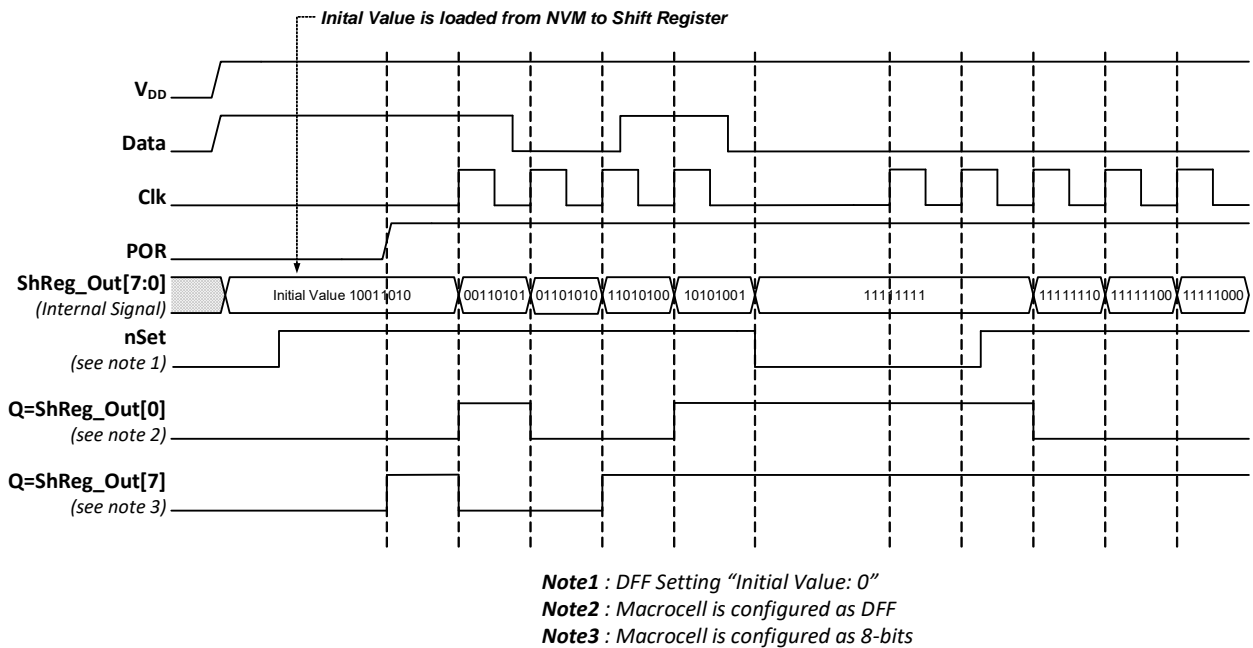 Inital Value is loaded from NVM to Shift Register
VDD
Data
Clk
POR
ShReg_Out[7:0]
(Internal Signal)
Initial Value 10011010
00110101
01101010
11010100
10101001
11111111
11111110
11111100
11111000
nSet
(see note 1)
Q=ShReg_Out[0]
(see note 2)
Q=ShReg_Out[7]
(see note 3)
Note1 : DFF Setting “Initial Value: 0”
Note2 : Macrocell is configured as DFF
Note3 : Macrocell is configured as 8-bits